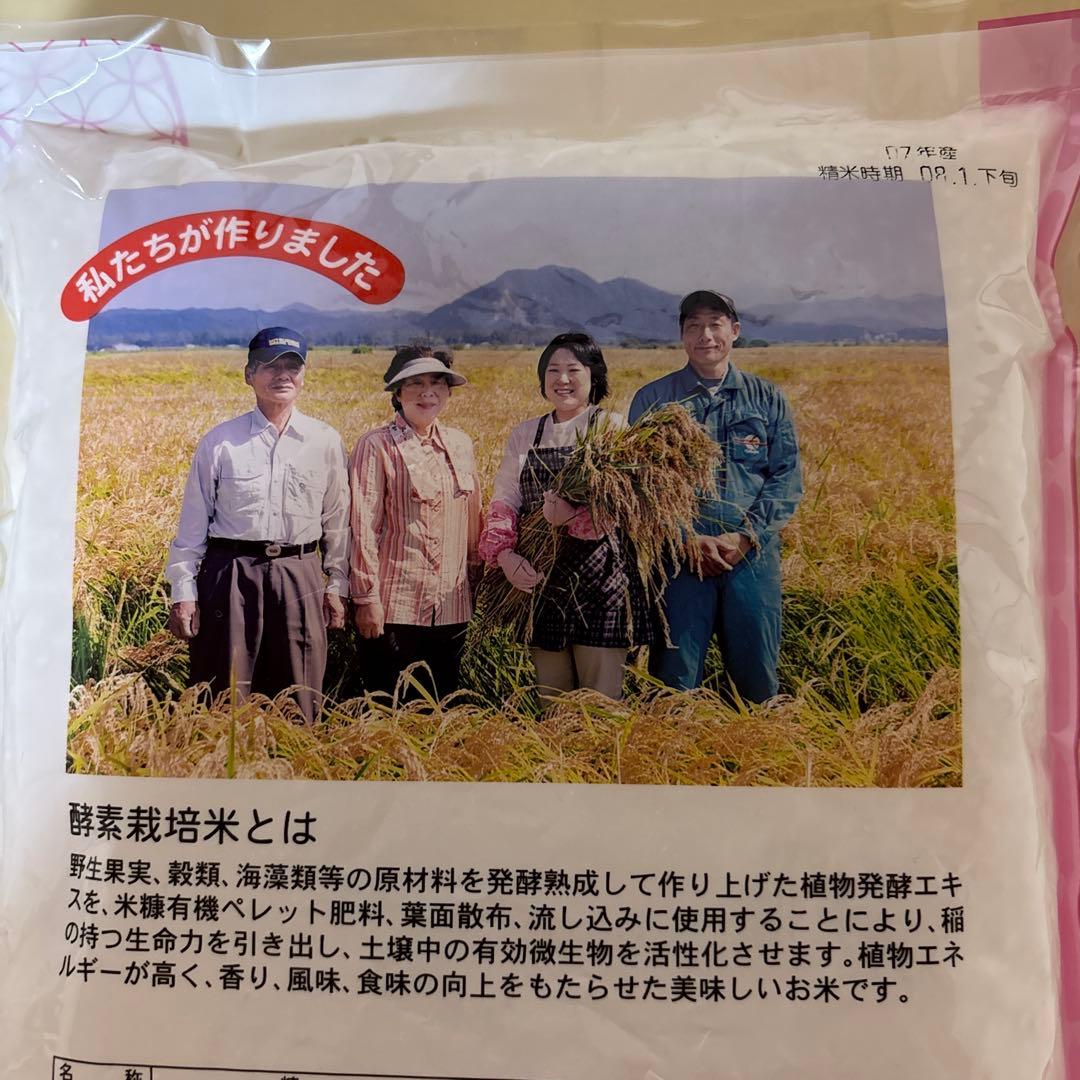 07年産
精米時期 08.1.下旬
私たちが作りました
酵素栽培米とは
野生果実、穀類、海藻類等の原材料を発酵熟成して作り上げた植物発酵エキ
スを、米糠有機ペレット肥料、葉面散布、流し込みに使用することにより、稲
の持つ生命力を引き出し、土壌中の有効微生物を活性化させます。植物エネ
ルギーが高く、香り、風味、食味の向上をもたらせた美味しいお米です。
名 称